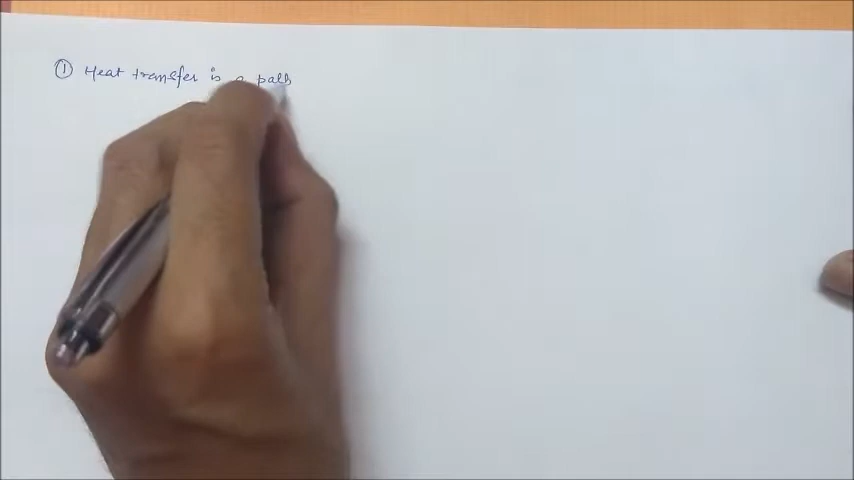 ① Heat transfer is a path